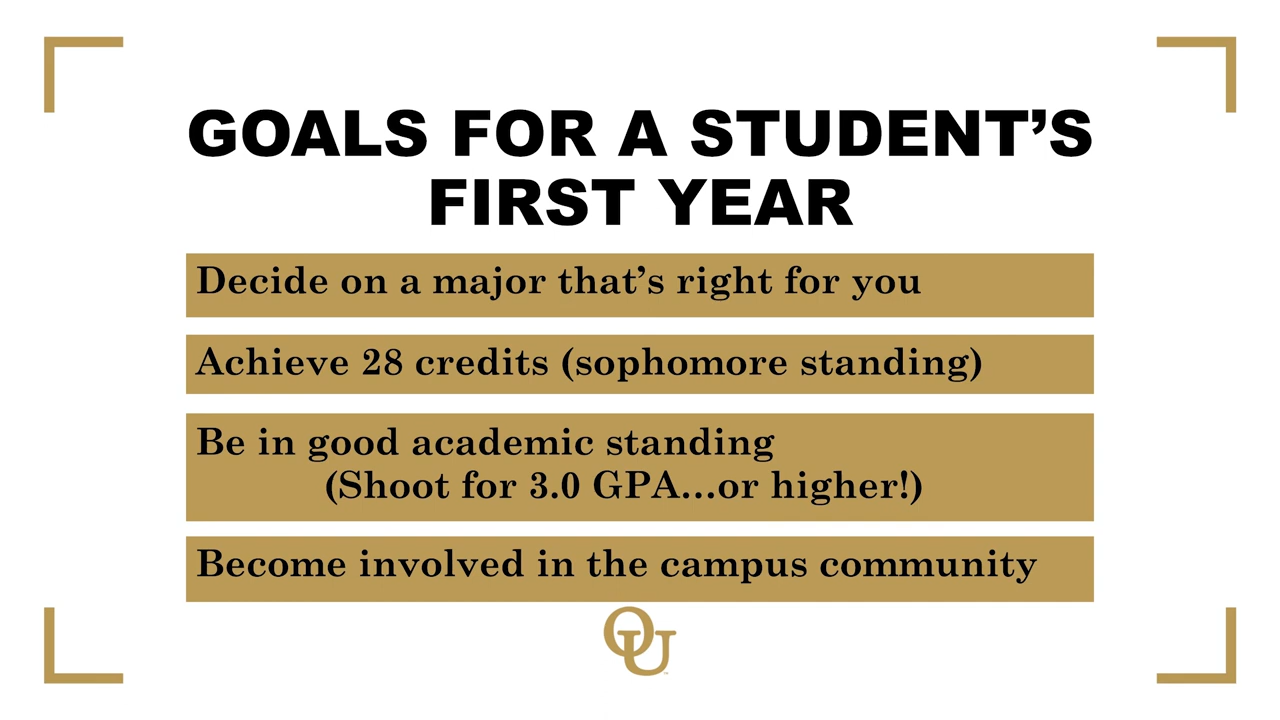 GOALS FOR A STUDENT’S
FIRST YEAR
Decide on a major that’s right for you
Achieve 28 credits (sophomore standing)
Be in good academic standing
(Shoot for 3.0 GPA…or higher!)
Become involved in the campus community
OU